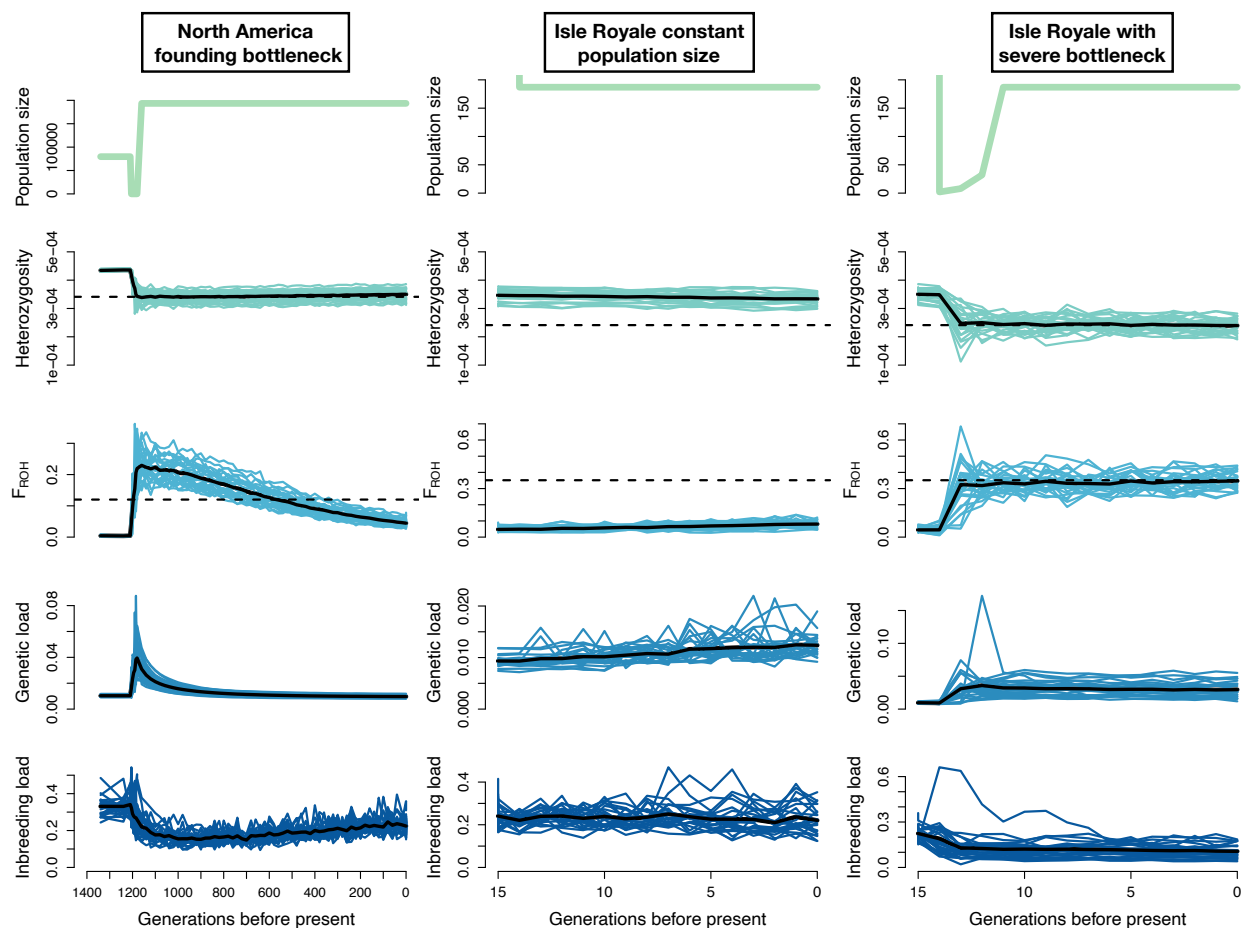 North America
founding bottleneck
Isle Royale constant
population size
Isle Royale with
severe bottleneck
Population size
0
100000
Population size
0
50
150
Population size
0
50
150
Heterozygosity
1e−04
3e−04
5e−04
Heterozygosity
1e−04
3e−04
5e−04
Heterozygosity
1e−04
3e−04
5e−04
FROH
0.0
0.2
FROH
0.0
0.3
0.6
FROH
0.0
0.3
0.6
Genetic load
0.00
0.04
0.08
Genetic load
0.000
0.010
0.020
Genetic load
0.00
0.10
Inbreeding load
0.0
0.2
0.4
Inbreeding load
0.0
0.2
0.4
Inbreeding load
0.0
0.3
0.6
1400 1200 1000 800 600 400 200 0
15 10 5 0
15 10 5 0
Generations before present
Generations before present
Generations before present